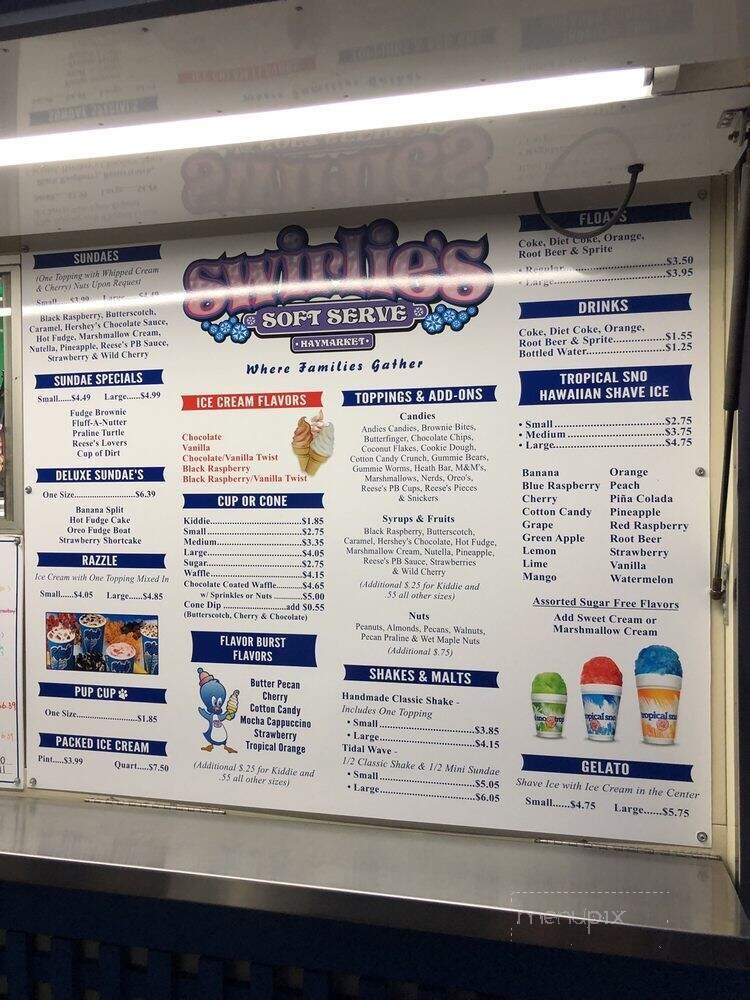 SUNDAES
(One Topping with Whipped Cream
& Cherry) Nuts Upon Request
Small....$3.99 Large......$4.49
Black Raspberry, Butterscotch,
Caramel, Hershey's Chocolate Sauce,
Hot Fudge, Marshmallow Cream,
Nutella, Pineapple, Reese's PB Sauce,
Strawberry & Wild Cherry
SUNDAE SPECIALS
Small......$4.49 Large......$4.99
Fudge Brownie
Fluff-A-Nutter
Praline Turtle
Reese's Lovers
Cup of Dirt
DELUXE SUNDAE'S
One Size....................$6.39
Banana Split
Hot Fudge Cake
Oreo Fudge Boat
Strawberry Shortcake
RAZZLE
Ice Cream with One Topping Mixed In
Small......$4.05 Large......$4.85
PUP CUP
One Size....................$1.85
PACKED ICE CREAM
Pint....$3.99 Quart.....$7.50
swirlie's
SOFT SERVE
• HAYMARKET •
Where Families Gather
ICE CREAM FLAVORS
Chocolate
Vanilla
Chocolate/Vanilla Twist
Black Raspberry
Black Raspberry/Vanilla Twist
CUP OR CONE
Kiddie..............................$1.85
Small................................$2.75
Medium...........................$3.35
Large................................$4.05
Sugar................................$2.75
Waffle...............................$4.15
Chocolate Coated Waffle.......$4.65
w/ Sprinkles or Nuts .......$5.00
Cone Dip ....................add $0.55
(Butterscotch, Cherry & Chocolate)
FLAVOR BURST
FLAVORS
Butter Pecan
Cherry
Cotton Candy
Mocha Cappuccino
Strawberry
Tropical Orange
(Additional $.25 for Kiddie and
.55 all other sizes)
TOPPINGS & ADD-ONS
Candies
Andies Candies, Brownie Bites,
Butterfinger, Chocolate Chips,
Coconut Flakes, Cookie Dough,
Cotton Candy Crunch, Gummie Bears,
Gummie Worms, Heath Bar, M&M's,
Marshmallows, Nerds, Oreo's,
Reese's PB Cups, Reese's Pieces
& Snickers
Syrups & Fruits
Black Raspberry, Butterscotch,
Caramel, Hershey's Chocolate, Hot Fudge,
Marshmallow Cream, Nutella, Pineapple,
Reese's PB Sauce, Strawberries
& Wild Cherry
(Additional $.25 for Kiddie and
.55 all other sizes)
Nuts
Peanuts, Almonds, Pecans, Walnuts,
Pecan Praline & Wet Maple Nuts
(Additional $.75)
SHAKES & MALTS
Handmade Classic Shake -
Includes One Topping
• Small..............................$3.85
• Large..............................$4.15
Tidal Wave -
1/2 Classic Shake & 1/2 Mini Sundae
• Small..............................$5.05
• Large..............................$6.05
FLOATS
Coke, Diet Coke, Orange,
Root Beer & Sprite
• Regular..........................$3.50
• Large..............................$3.95
DRINKS
Coke, Diet Coke, Orange,
Root Beer & Sprite.............$1.55
Bottled Water.....................$1.25
TROPICAL SNO
HAWAIIAN SHAVE ICE
• Small..............................$2.75
• Medium..........................$3.75
• Large..............................$4.75
Banana Orange
Blue Raspberry Peach
Cherry Piña Colada
Cotton Candy Pineapple
Grape Red Raspberry
Green Apple Root Beer
Lemon Strawberry
Lime Vanilla
Mango Watermelon
Assorted Sugar Free Flavors
Add Sweet Cream or
Marshmallow Cream
tropical sno
GELATO
Shave Ice with Ice Cream in the Center
Small......$4.75 Large......$5.75
menupix